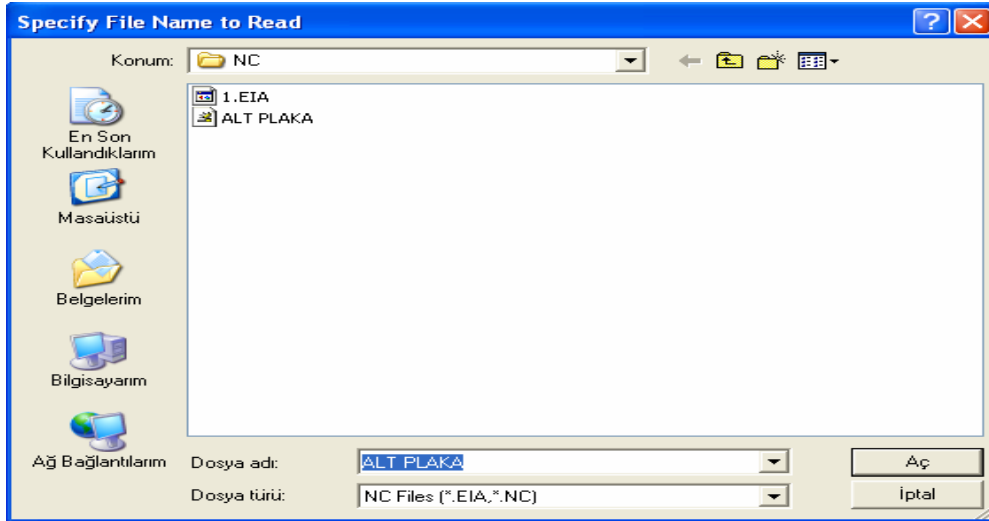 Specify File Name to Read
Konum: NC
1.EIA
ALT PLAKA
En Son
Kullandıklarım
Masaüstü
Belgelerim
Bilgisayarım
Ağ Bağlantılarım
Dosya adı: ALT PLAKA Aç
Dosya türü: NC Files (*.EIA,*.NC) İptal